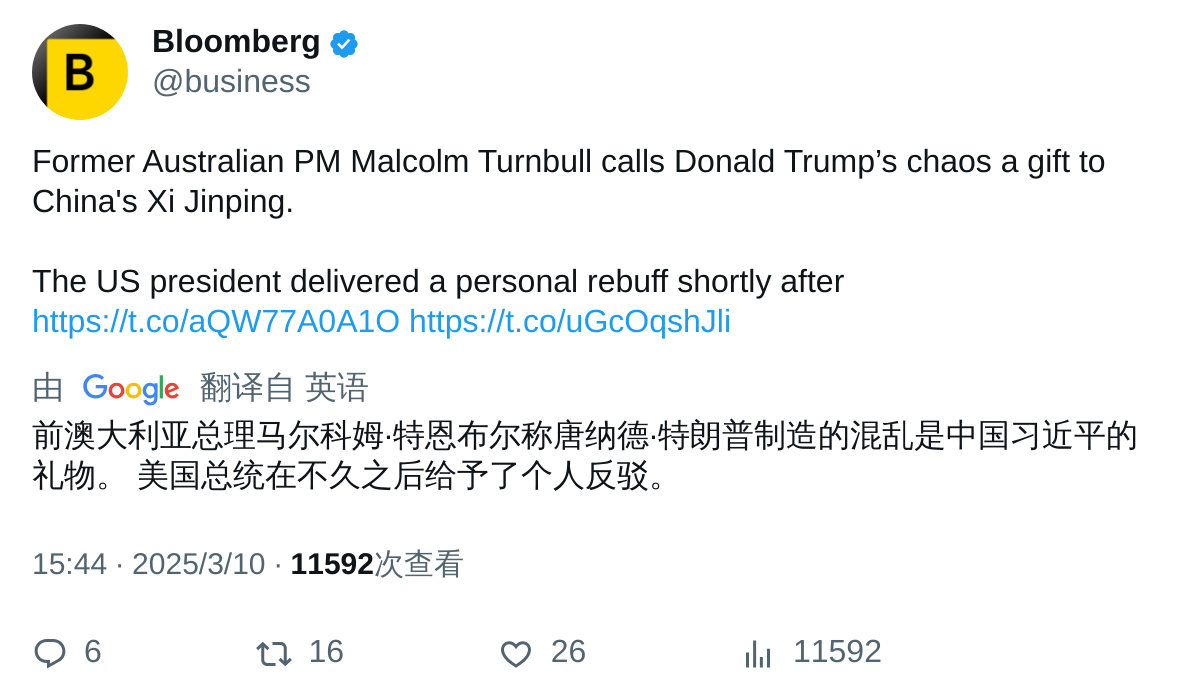 B
Bloomberg
@business
Former Australian PM Malcolm Turnbull calls Donald Trump’s chaos a gift to
China's Xi Jinping.
The US president delivered a personal rebuff shortly after
https://t.co/aQW77A0A1O https://t.co/uGcOqshJli
由 Google 翻译自 英语
前澳大利亚总理马尔科姆·特恩布尔称唐纳德·特朗普制造的混乱是中国习近平的
礼物。 美国总统在不久之后给予了个人反驳。
15:44 · 2025/3/10 · 11592次查看
6 16 26 11592